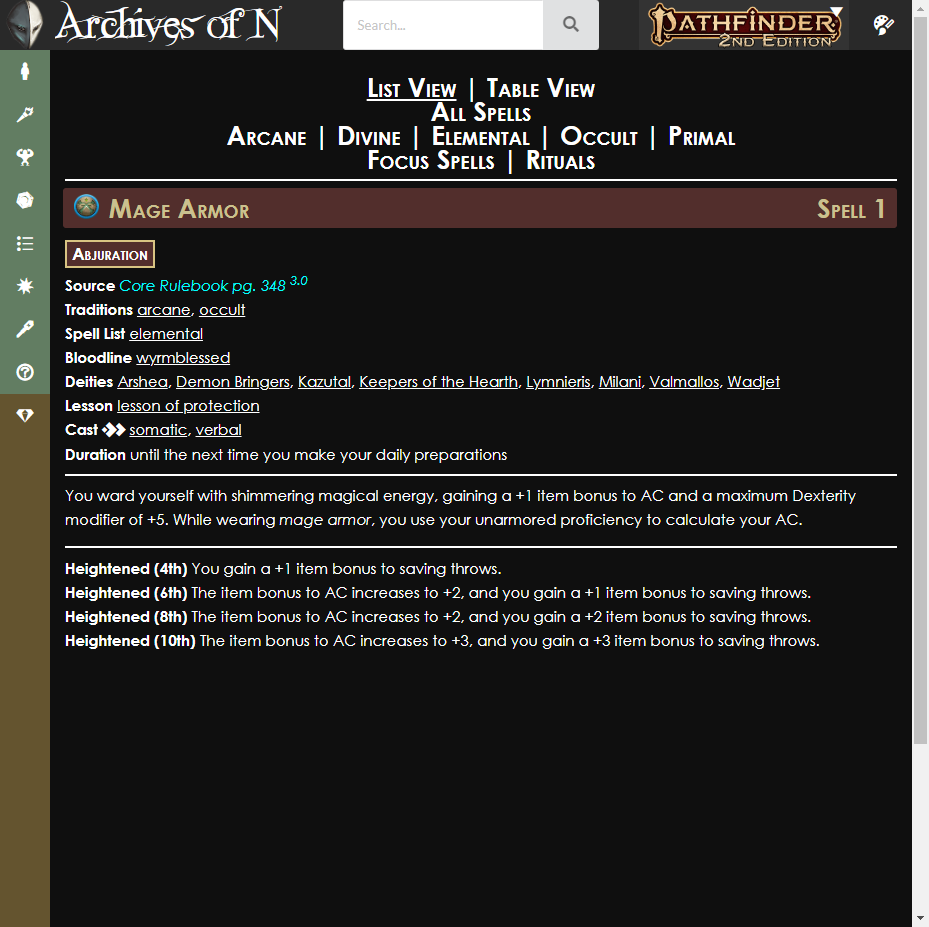 Archives of N
Search...
PATHFINDER
2ND EDITION
List View | Table View
All Spells
Arcane | Divine | Elemental | Occult | Primal
Focus Spells | Rituals
Mage Armor Spell 1
Abjuration
Source Core Rulebook pg. 348 3.0
Traditions arcane, occult
Spell List elemental
Bloodline wyrmblessed
Deities Arshea, Demon Bringers, Kazutal, Keepers of the Hearth, Lymnieris, Milani, Valmallos, Wadjet
Lesson lesson of protection
Cast somatic, verbal
Duration until the next time you make your daily preparations
You ward yourself with shimmering magical energy, gaining a +1 item bonus to AC and a maximum Dexterity
modifier of +5. While wearing mage armor, you use your unarmored proficiency to calculate your AC.
Heightened (4th) You gain a +1 item bonus to saving throws.
Heightened (6th) The item bonus to AC increases to +2, and you gain a +1 item bonus to saving throws.
Heightened (8th) The item bonus to AC increases to +2, and you gain a +2 item bonus to saving throws.
Heightened (10th) The item bonus to AC increases to +3, and you gain a +3 item bonus to saving throws.